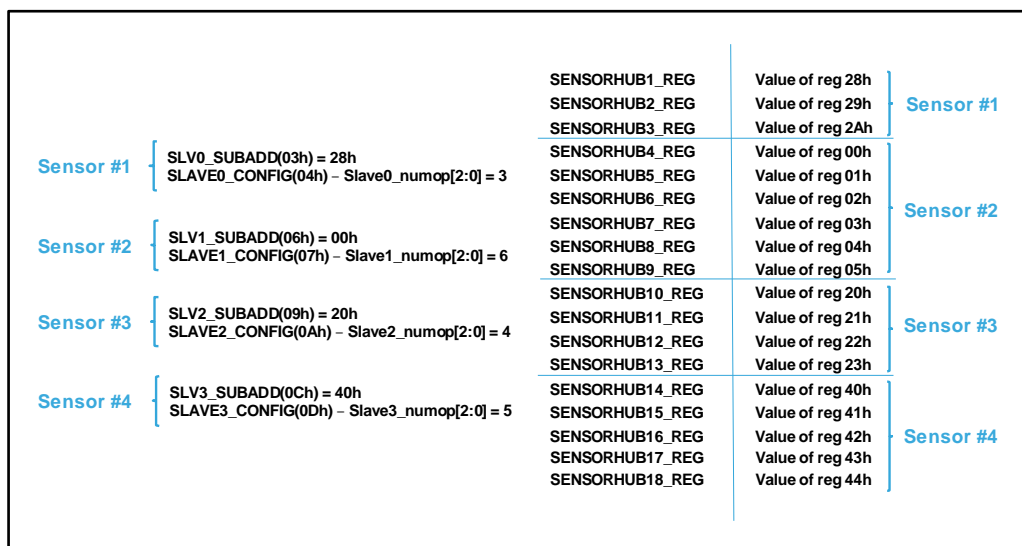 Sensor #1
SLV0_SUBADD(03h) = 28h
SLAVE0_CONFIG(04h) – Slave0_numop[2:0] = 3
Sensor #2
SLV1_SUBADD(06h) = 00h
SLAVE1_CONFIG(07h) – Slave1_numop[2:0] = 6
Sensor #3
SLV2_SUBADD(09h) = 20h
SLAVE2_CONFIG(0Ah) – Slave2_numop[2:0] = 4
Sensor #4
SLV3_SUBADD(0Ch) = 40h
SLAVE3_CONFIG(0Dh) – Slave3_numop[2:0] = 5
SENSORHUB1_REG Value of reg 28h
SENSORHUB2_REG Value of reg 29h
SENSORHUB3_REG Value of reg 2Ah
Sensor #1
SENSORHUB4_REG Value of reg 00h
SENSORHUB5_REG Value of reg 01h
SENSORHUB6_REG Value of reg 02h
SENSORHUB7_REG Value of reg 03h
SENSORHUB8_REG Value of reg 04h
SENSORHUB9_REG Value of reg 05h
Sensor #2
SENSORHUB10_REG Value of reg 20h
SENSORHUB11_REG Value of reg 21h
SENSORHUB12_REG Value of reg 22h
SENSORHUB13_REG Value of reg 23h
Sensor #3
SENSORHUB14_REG Value of reg 40h
SENSORHUB15_REG Value of reg 41h
SENSORHUB16_REG Value of reg 42h
SENSORHUB17_REG Value of reg 43h
SENSORHUB18_REG Value of reg 44h
Sensor #4